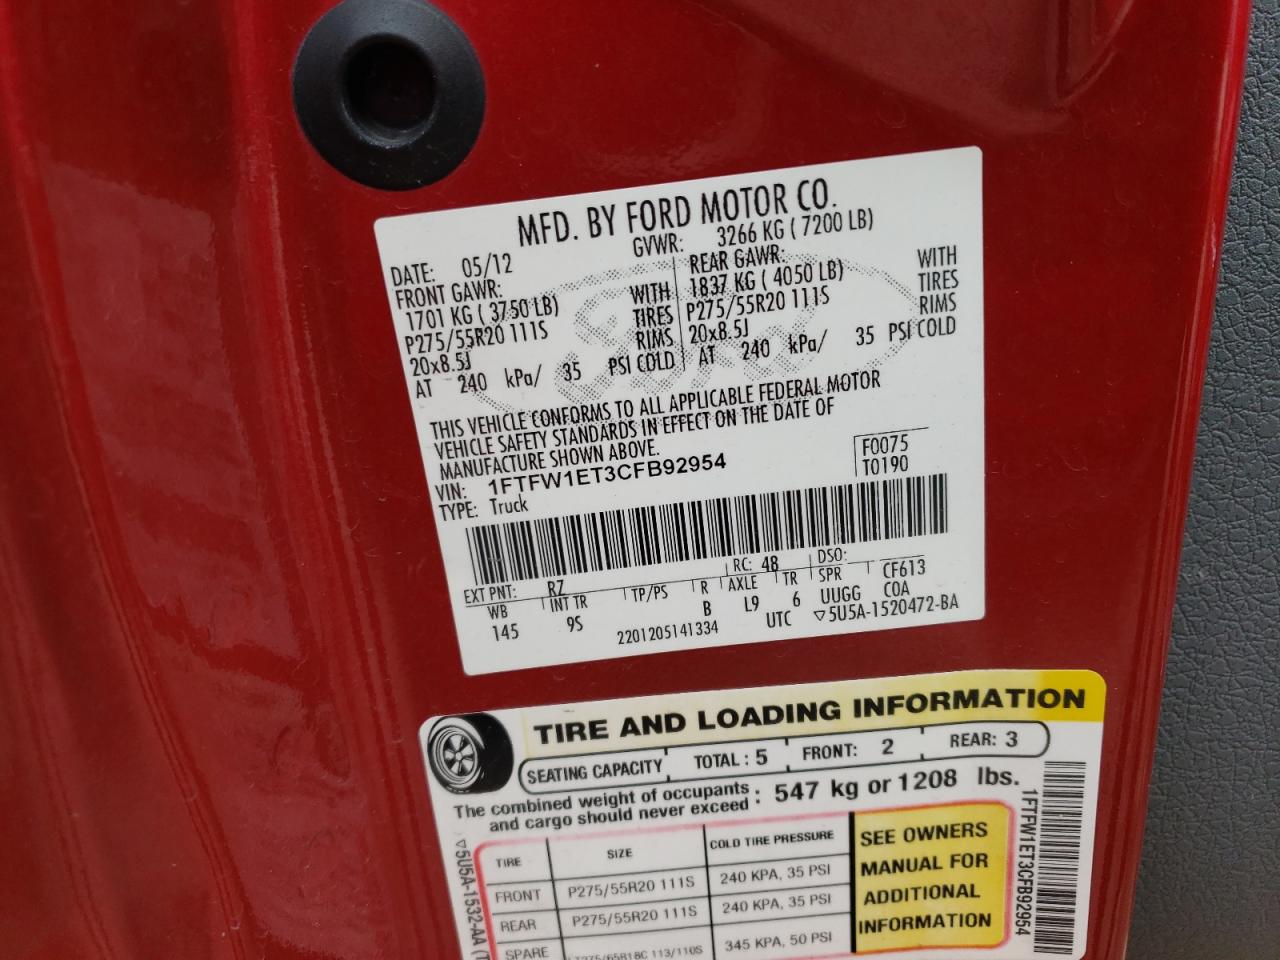 MFD. BY FORD MOTOR CO.
DATE: 05/12 GVWR: 3266 KG ( 7200 LB)
FRONT GAWR: REAR GAWR:
1701 KG ( 3750 LB) WITH 1837 KG ( 4050 LB) WITH
P275/55R20 111S TIRES P275/55R20 111S TIRES
20x8.5J RIMS 20x8.5J RIMS
AT 240 kPa/ 35 PSI COLD AT 240 kPa/ 35 PSI COLD
THIS VEHICLE CONFORMS TO ALL APPLICABLE FEDERAL MOTOR
VEHICLE SAFETY STANDARDS IN EFFECT ON THE DATE OF
MANUFACTURE SHOWN ABOVE.
VIN: 1FTFW1ET3CFB92954 F0075
TYPE: Truck T0190
EXT PNT: RZ RC: 48 DSO:
WB INT TR TP/PS R AXLE TR SPR CF613
145 9S B L9 6 UUGG COA
2201205141334 UTC ▽5U5A-1520472-BA
TIRE AND LOADING INFORMATION
SEATING CAPACITY TOTAL : 5 FRONT: 2 REAR: 3
The combined weight of occupants and cargo should never exceed : 547 kg or 1208 lbs.
TIRE SIZE COLD TIRE PRESSURE
FRONT P275/55R20 111S 240 KPA, 35 PSI
REAR P275/55R20 111S 240 KPA, 35 PSI
SPARE LT275/65R18C 113/110S 345 KPA, 50 PSI
SEE OWNERS
MANUAL FOR
ADDITIONAL
INFORMATION
▽5U5A-1532-AA (T
1FTFW1ET3CFB92954